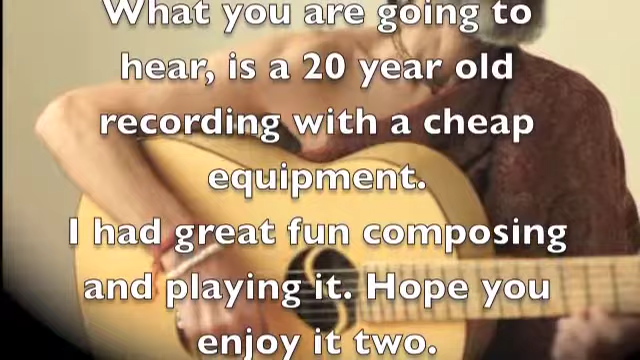 What you are going to
hear, is a 20 year old
recording with a cheap
equipment.
I had great fun composing
and playing it. Hope you
enjoy it two.